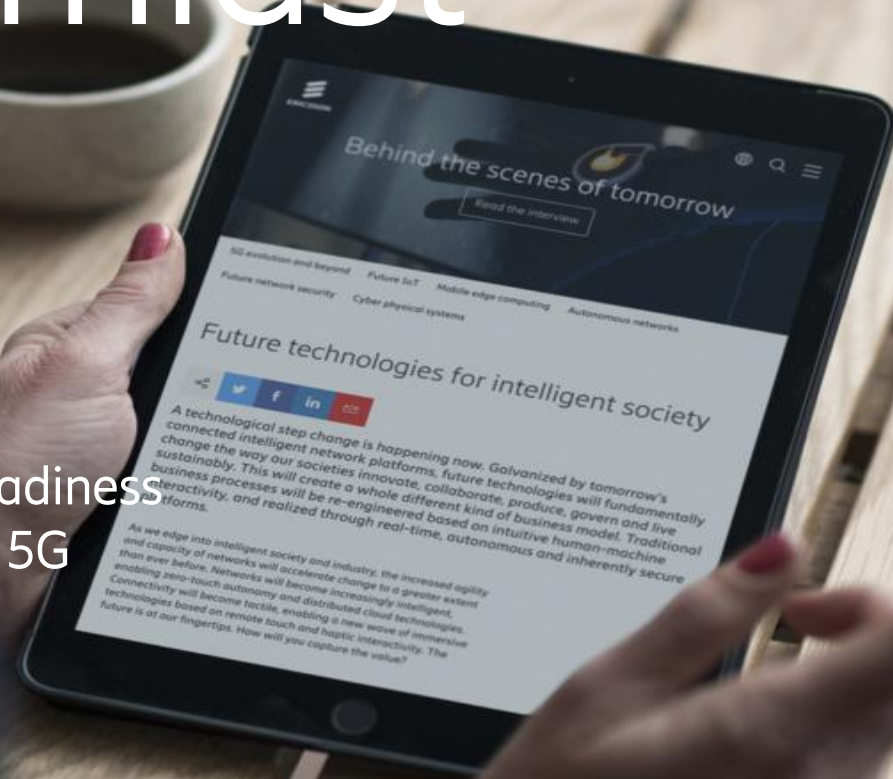 ERICSSON
Behind the scenes of tomorrow
Read the interview
5G evolution and beyond Future IoT Mobile edge computing Autonomous networks
Future network security Cyber physical systems
Future technologies for intelligent society
f in
A technological step change is happening now. Galvanized by tomorrow's
connected intelligent network platforms, future technologies will fundamentally
change the way our societies innovate, collaborate, produce, govern and live
sustainably. This will create a whole different kind of business model. Traditional
business processes will be re-engineered based on intuitive human-machine
interactivity, and realized through real-time, autonomous and inherently secure
platforms.
As we edge into intelligent society and industry, the increased agility
and capacity of networks will accelerate change to a greater extent
than ever before. Networks will become increasingly intelligent,
enabling zero-touch autonomy and distributed cloud technologies.
Connectivity will become tactile, enabling a new wave of immersive
technologies based on remote touch and haptic interactivity. The
future is at our fingertips. How will you capture the value?
adiness
5G